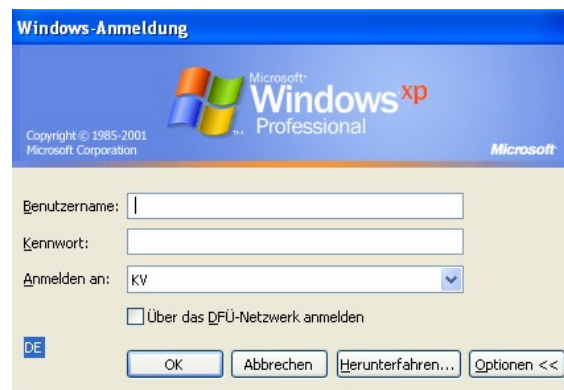 Windows-Anmeldung
Microsoft®
Windows xp
Professional
Copyright © 1985-2001
Microsoft Corporation
Microsoft
Benutzername:
Kennwort:
Anmelden an: KV
Über das DFÜ-Netzwerk anmelden
DE
OK Abbrechen Herunterfahren... Optionen <<